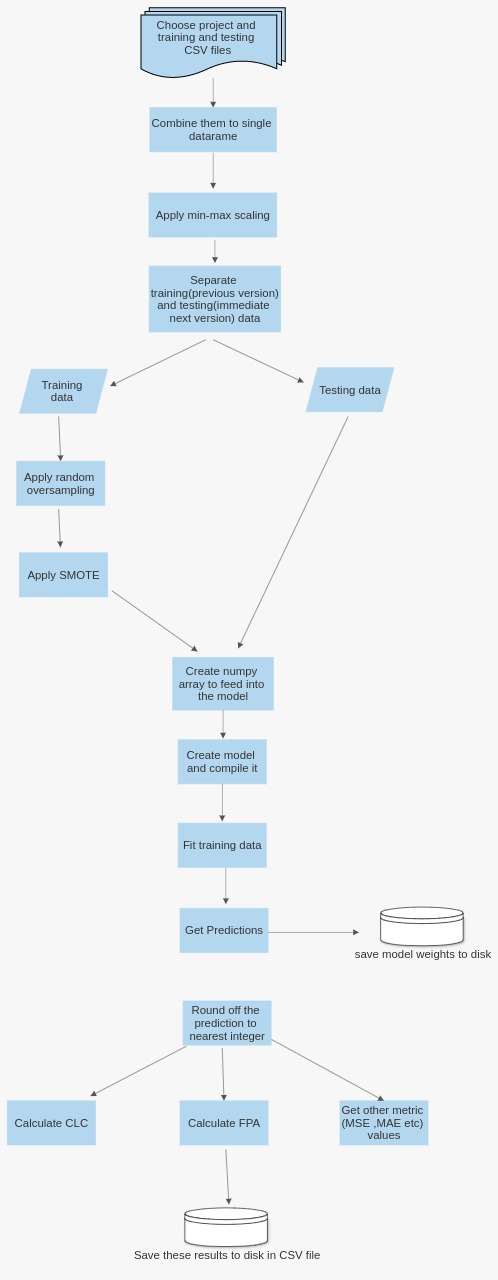 Choose project and
training and testing
CSV files
Combine them to single
datarame
Apply min-max scaling
Separate
training(previous version)
and testing(immediate
next version) data
Training
data
Testing data
Apply random
oversampling
Apply SMOTE
Create numpy
array to feed into
the model
Create model
and compile it
Fit training data
Get Predictions
save model weights to disk
Round off the
prediction to
nearest integer
Calculate CLC
Calculate FPA
Get other metric
(MSE ,MAE etc)
values
Save these results to disk in CSV file